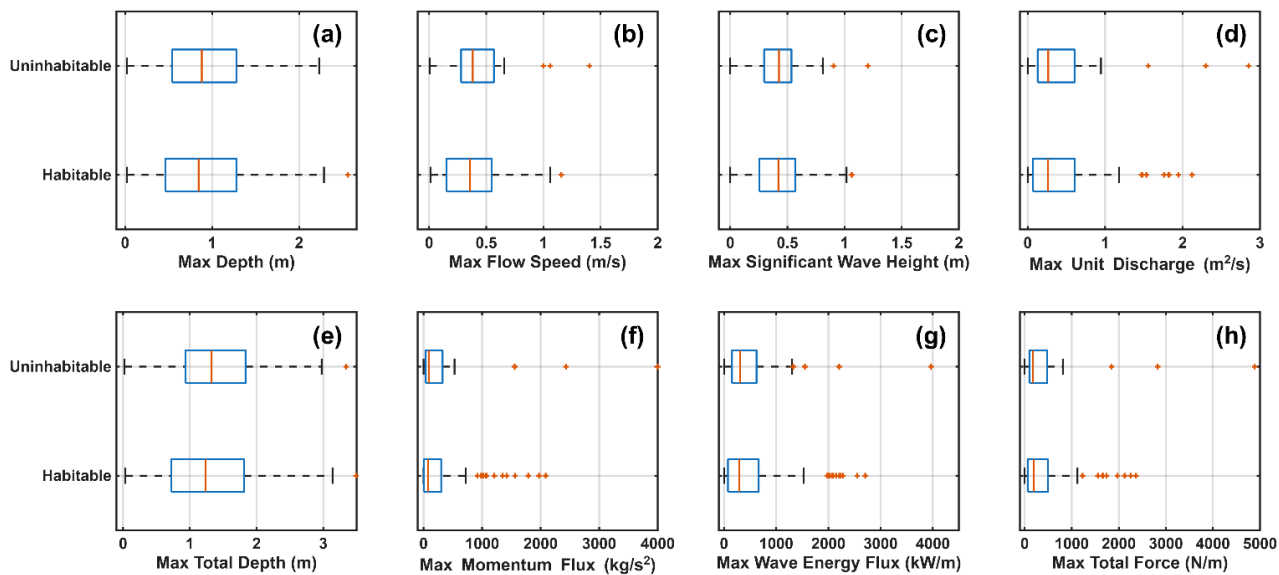 (a) (b) (c) (d)
Uninhabitable
Habitable
0 1 2 0 0.5 1 1.5 2 0 0.5 1 1.5 2 0 1 2 3
Max Depth (m) Max Flow Speed (m/s) Max Significant Wave Height (m) Max Unit Discharge (m²/s)
(e) (f) (g) (h)
Uninhabitable
Habitable
0 1 2 3 0 1000 2000 3000 4000 0 1000 2000 3000 4000 0 1000 2000 3000 4000 5000
Max Total Depth (m) Max Momentum Flux (kg/s²) Max Wave Energy Flux (kW/m) Max Total Force (N/m)